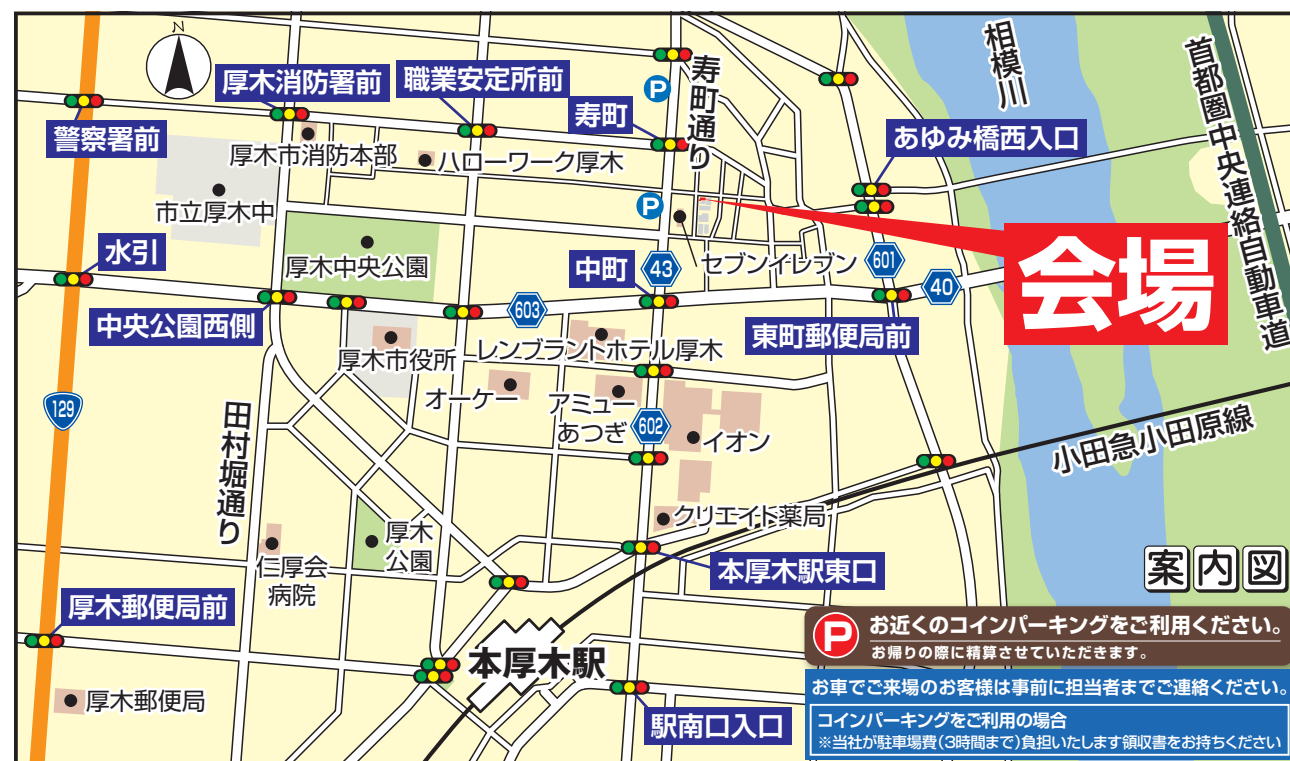 N
厚木消防署前
職業安定所前
寿町通り
相模川
首都圏中央連絡自動車道
P
寿町
警察署前
厚木市消防本部
ハローワーク厚木
あゆみ橋西入口
市立厚木中
P
水引
厚木中央公園
中町
43
セブンイレブン
601
40
会場
中央公園西側
603
東町郵便局前
厚木市役所
レンブラントホテル厚木
129
オーケー
アミュー
あつぎ
602
イオン
田村堀通り
小田急小田原線
クリエイト薬局
厚木
公園
仁厚会
病院
本厚木駅東口
案内図
厚木郵便局前
P
お近くのコインパーキングをご利用ください。
お帰りの際に精算させていただきます。
本厚木駅
厚木郵便局
駅南口入口
お車でご来場のお客様は事前に担当者までご連絡ください。
コインパーキングをご利用の場合
※当社が駐車場費(3時間まで)負担いたします領収書をお持ちください